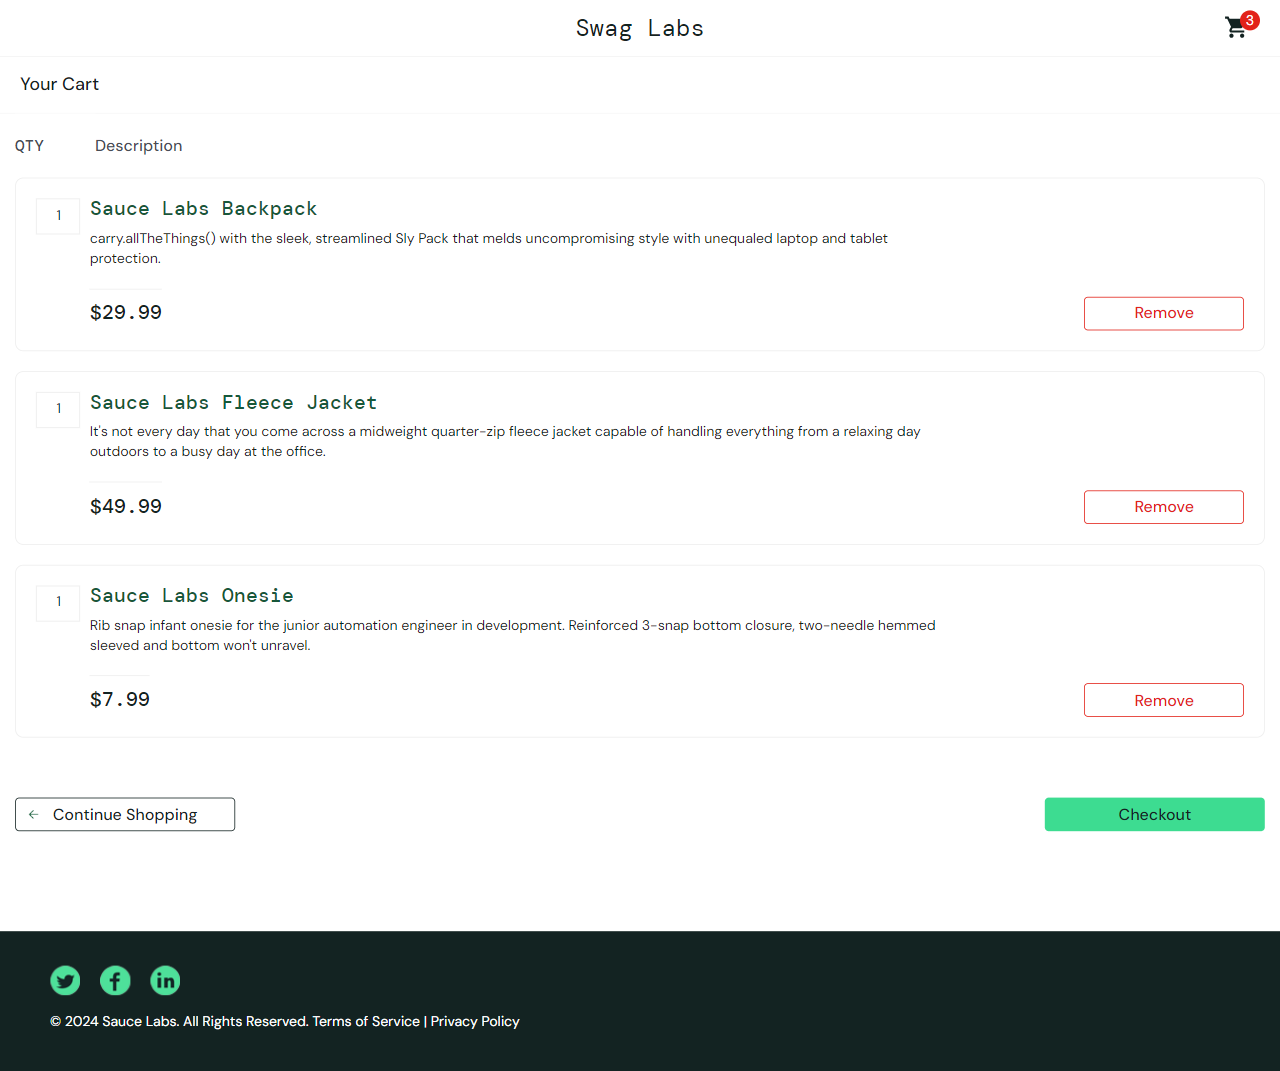 Swag Labs
3
Your Cart
QTY Description
1
Sauce Labs Backpack
carry.allTheThings() with the sleek, streamlined Sly Pack that melds uncompromising style with unequaled laptop and tablet
protection.
$29.99
Remove
1
Sauce Labs Fleece Jacket
It's not every day that you come across a midweight quarter-zip fleece jacket capable of handling everything from a relaxing day
outdoors to a busy day at the office.
$49.99
Remove
1
Sauce Labs Onesie
Rib snap infant onesie for the junior automation engineer in development. Reinforced 3-snap bottom closure, two-needle hemmed
sleeved and bottom won't unravel.
$7.99
Remove
Continue Shopping
Checkout
© 2024 Sauce Labs. All Rights Reserved. Terms of Service | Privacy Policy